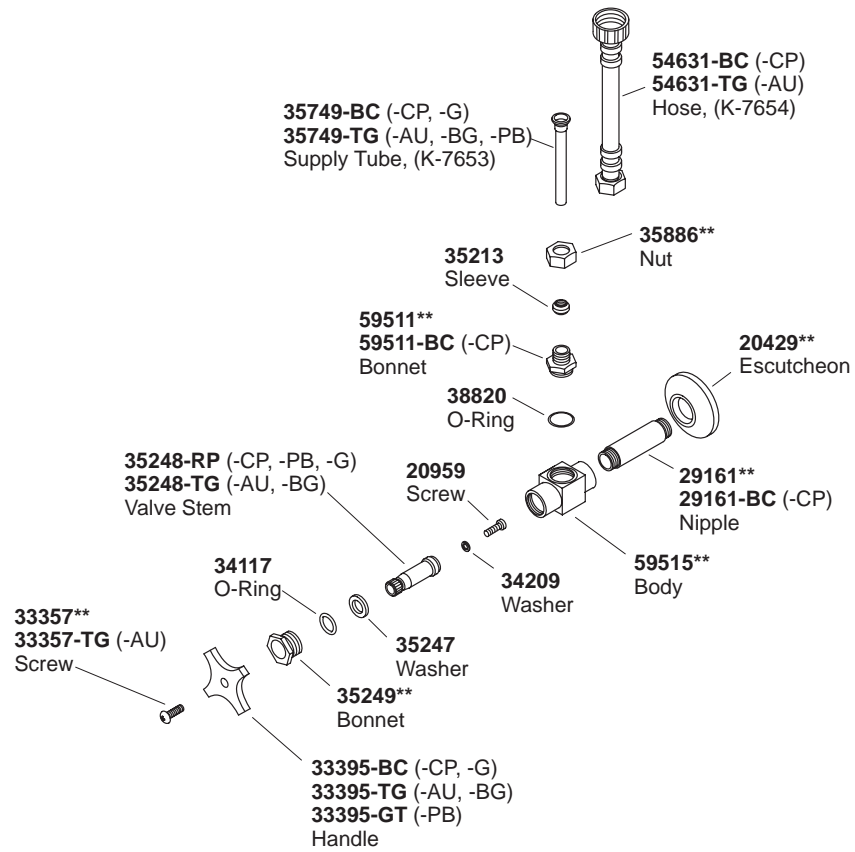 54631-BC (-CP)
54631-TG (-AU)
Hose, (K-7654)
35749-BC (-CP, -G)
35749-TG (-AU, -BG, -PB)
Supply Tube, (K-7653)
35886**
Nut
35213
Sleeve
59511**
59511-BC (-CP)
Bonnet
20429**
Escutcheon
38820
O-Ring
35248-RP (-CP, -PB, -G)
35248-TG (-AU, -BG)
Valve Stem
20959
Screw
29161**
29161-BC (-CP)
Nipple
59515**
Body
34117
O-Ring
34209
Washer
33357**
33357-TG (-AU)
Screw
35247
Washer
35249**
Bonnet
33395-BC (-CP, -G)
33395-TG (-AU, -BG)
33395-GT (-PB)
Handle